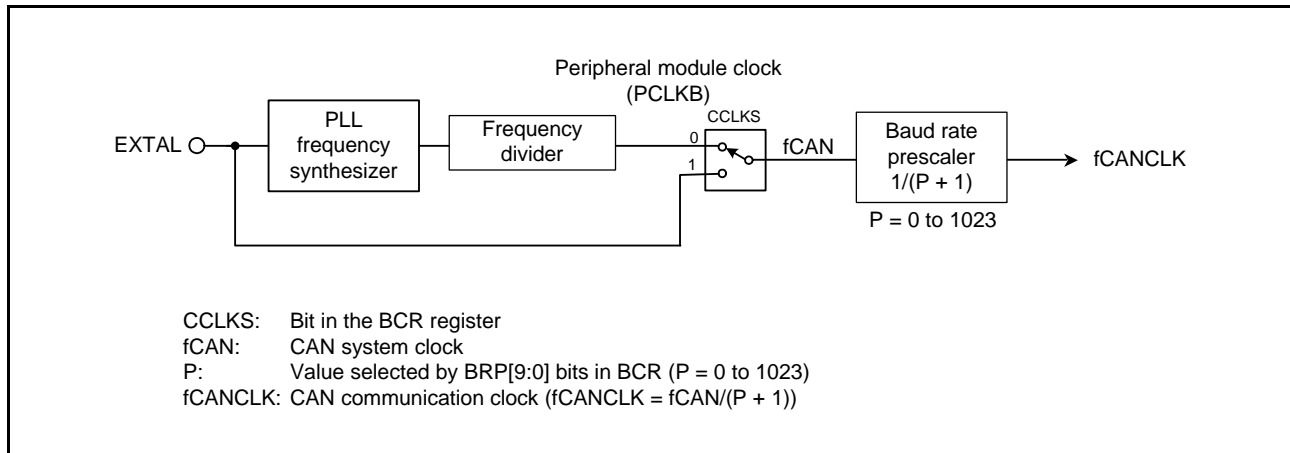 Peripheral module clock
(PCLKB)
EXTAL
PLL
frequency
synthesizer
Frequency
divider
CCLKS
0
1
fCAN
Baud rate
prescaler
1/(P + 1)
fCANCLK
P = 0 to 1023
CCLKS: Bit in the BCR register
fCAN: CAN system clock
P: Value selected by BRP[9:0] bits in BCR (P = 0 to 1023)
fCANCLK: CAN communication clock (fCANCLK = fCAN/(P + 1))